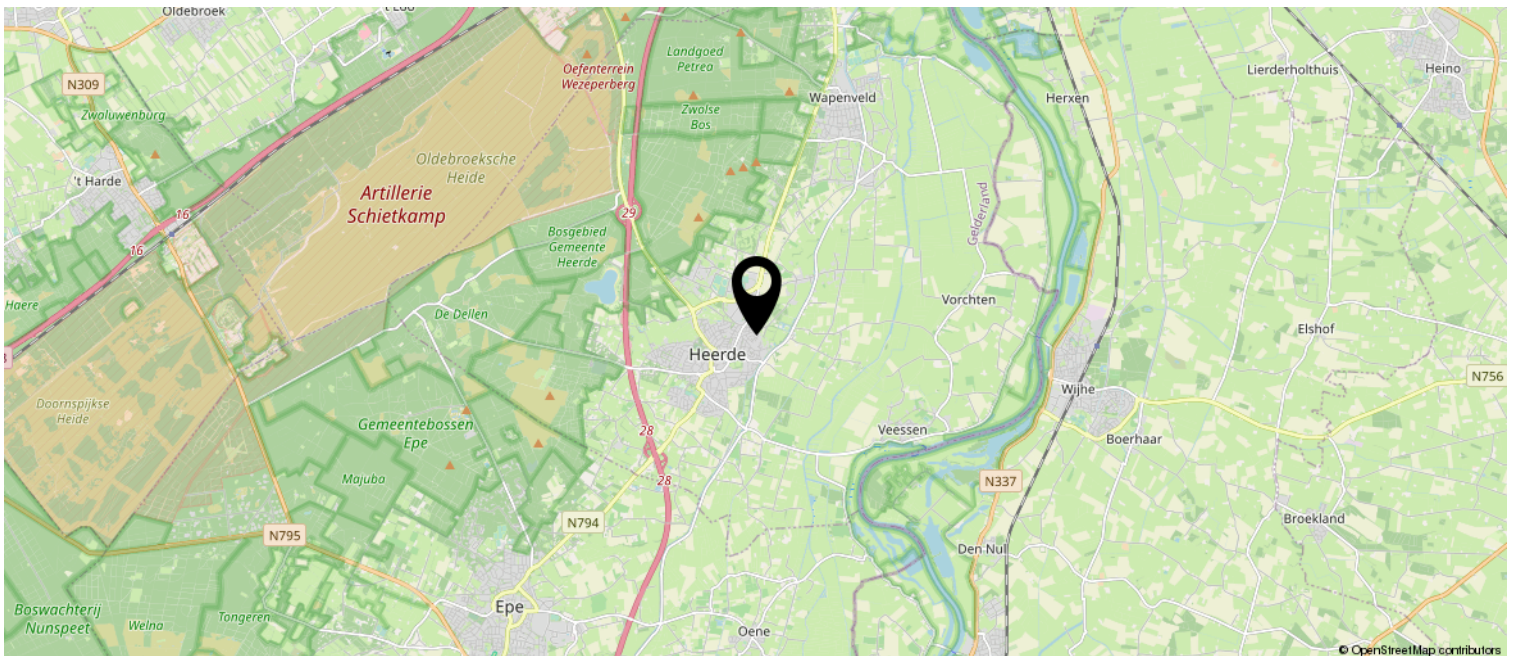 Oldebroek
't Loo
N309
Zwaluwenburg
't Harde
16
16
Oldebroeksche
Heide
Artillerie
Schietkamp
Oefenterrein
Wezeperberg
Landgoed
Petrea
Zwolse
Bos
Wapenveld
Herxen
Lierderholthuis
Heino
29
Bosgebied
Gemeente
Heerde
Gelderland
Haere
De Dellen
Vorchten
Elshof
Heerde
Wijhe
N756
Doornspijkse
Heide
Gemeentebossen
Epe
28
Veessen
Boerhaar
Majuba
28
N337
N794
Broekland
N795
Den Nul
Boswachterij
Nunspeet
Welna
Tongeren
Epe
Oene
© OpenStreetMap contributors